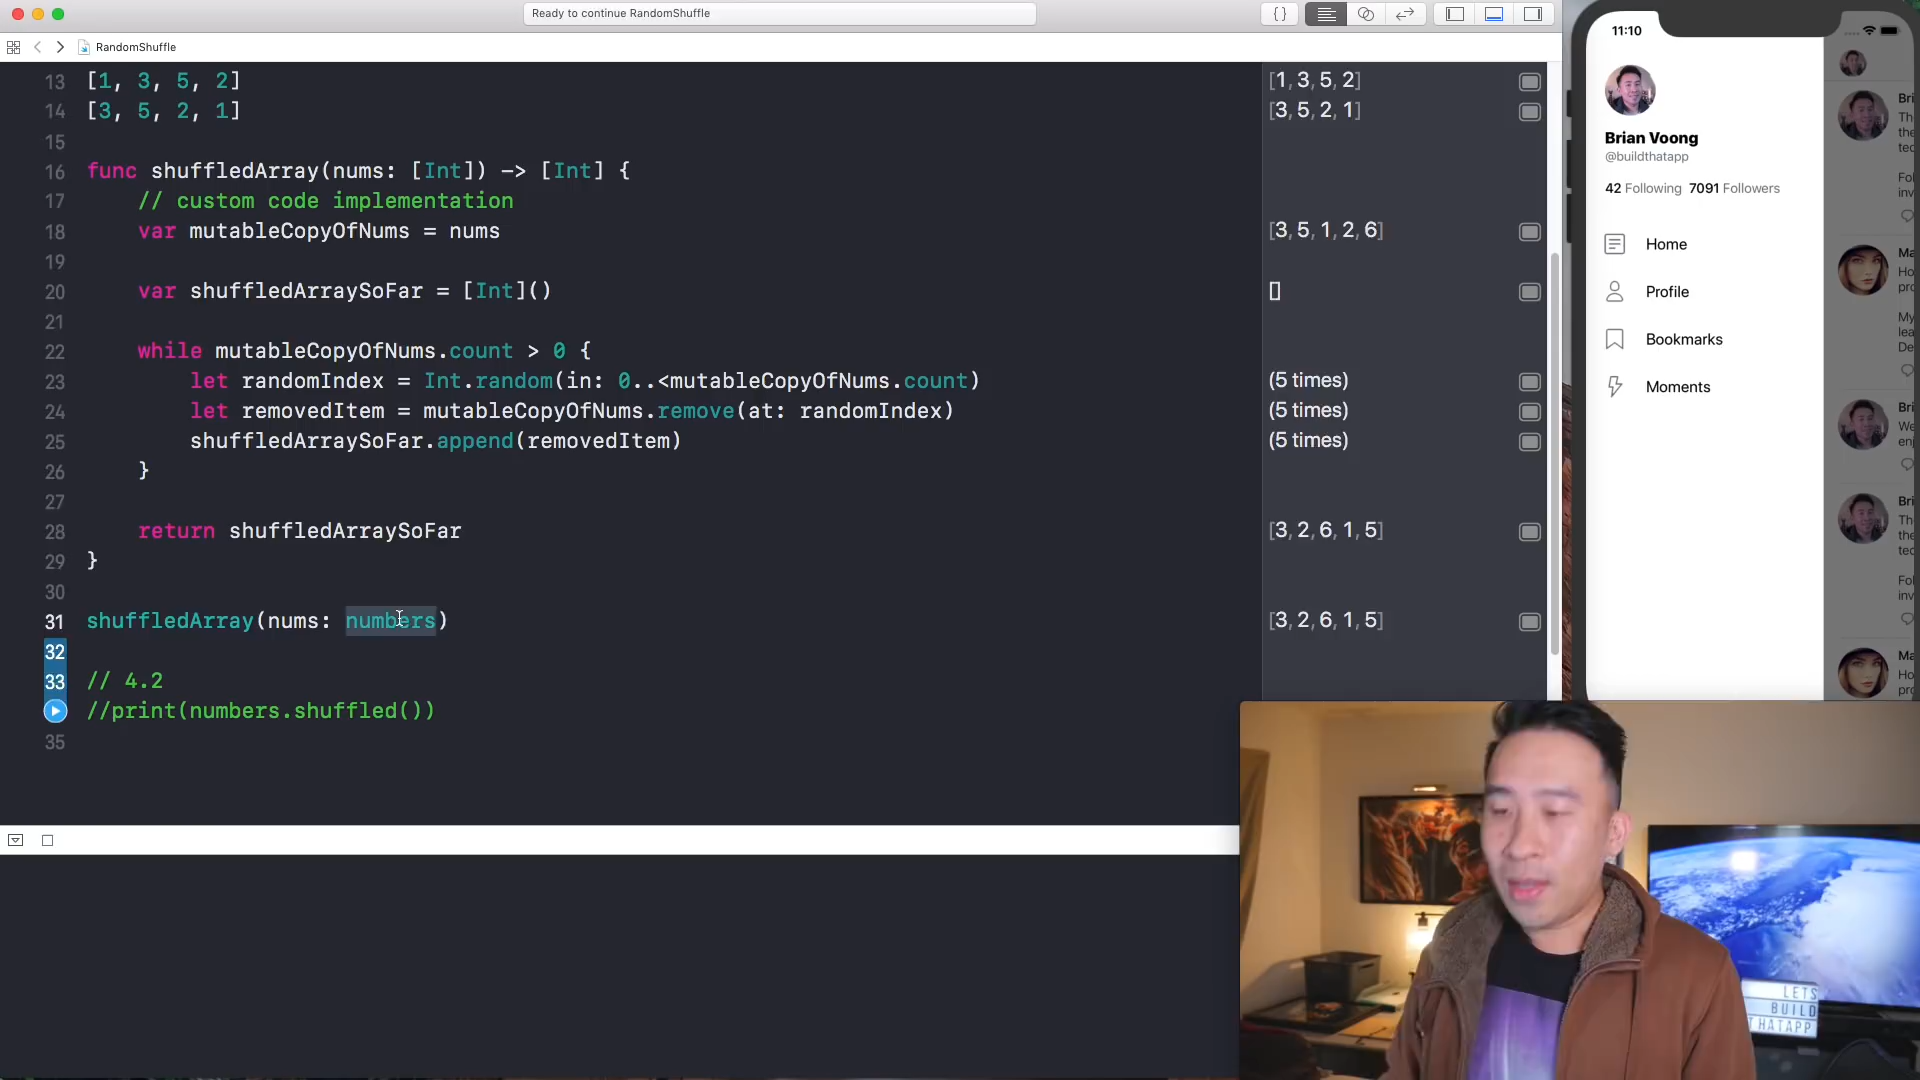 Ready to continue RandomShuffle
RandomShuffle
13 [1, 3, 5, 2]
[1, 3, 5, 2]
14 [3, 5, 2, 1]
[3, 5, 2, 1]
15
16 func shuffledArray(nums: [Int]) -> [Int] {
17 // custom code implementation
18 var mutableCopyOfNums = nums
[3, 5, 1, 2, 6]
19
20 var shuffledArraySoFar = [Int]()
[]
21
22 while mutableCopyOfNums.count > 0 {
23 let randomIndex = Int.random(in: 0..<mutableCopyOfNums.count)
(5 times)
24 let removedItem = mutableCopyOfNums.remove(at: randomIndex)
(5 times)
25 shuffledArraySoFar.append(removedItem)
(5 times)
26 }
27
28 return shuffledArraySoFar
[3, 2, 6, 1, 5]
29 }
30
31 shuffledArray(nums: numbers)
[3, 2, 6, 1, 5]
32
33 // 4.2
//print(numbers.shuffled())
35
11:10
Brian Voong
@buildthatapp
42 Following 7091 Followers
Home
Profile
Bookmarks
Moments
LETS
BUILD
THATAPP